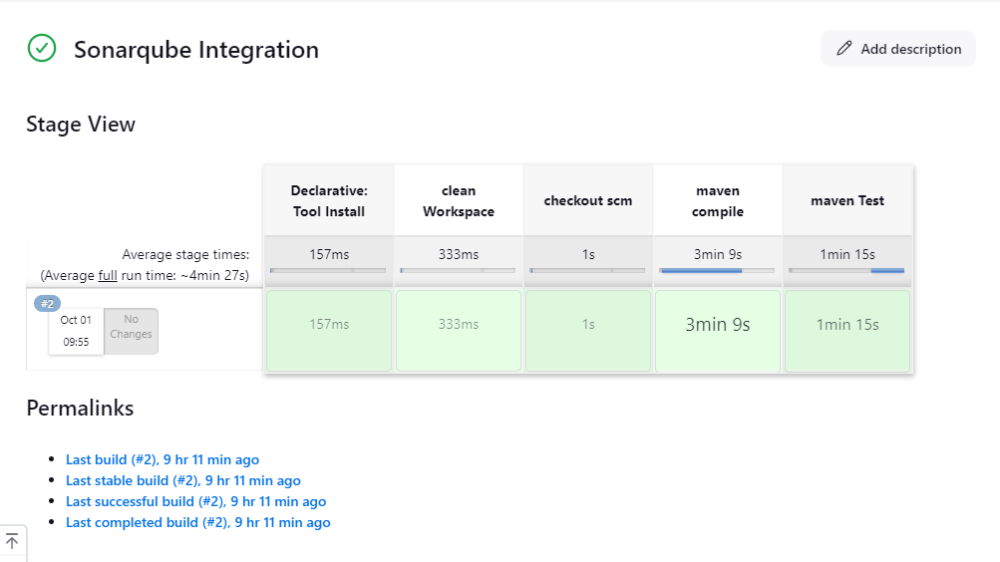 Sonarqube Integration
Add description
Stage View
Declarative:
Tool Install
clean
Workspace
checkout scm
maven
compile
maven Test
Average stage times:
(Average full run time: ~4min 27s)
157ms
333ms
1s
3min 9s
1min 15s
#2
Oct 01
09:55
No
Changes
157ms
333ms
1s
3min 9s
1min 15s
Permalinks
Last build (#2), 9 hr 11 min ago
Last stable build (#2), 9 hr 11 min ago
Last successful build (#2), 9 hr 11 min ago
Last completed build (#2), 9 hr 11 min ago